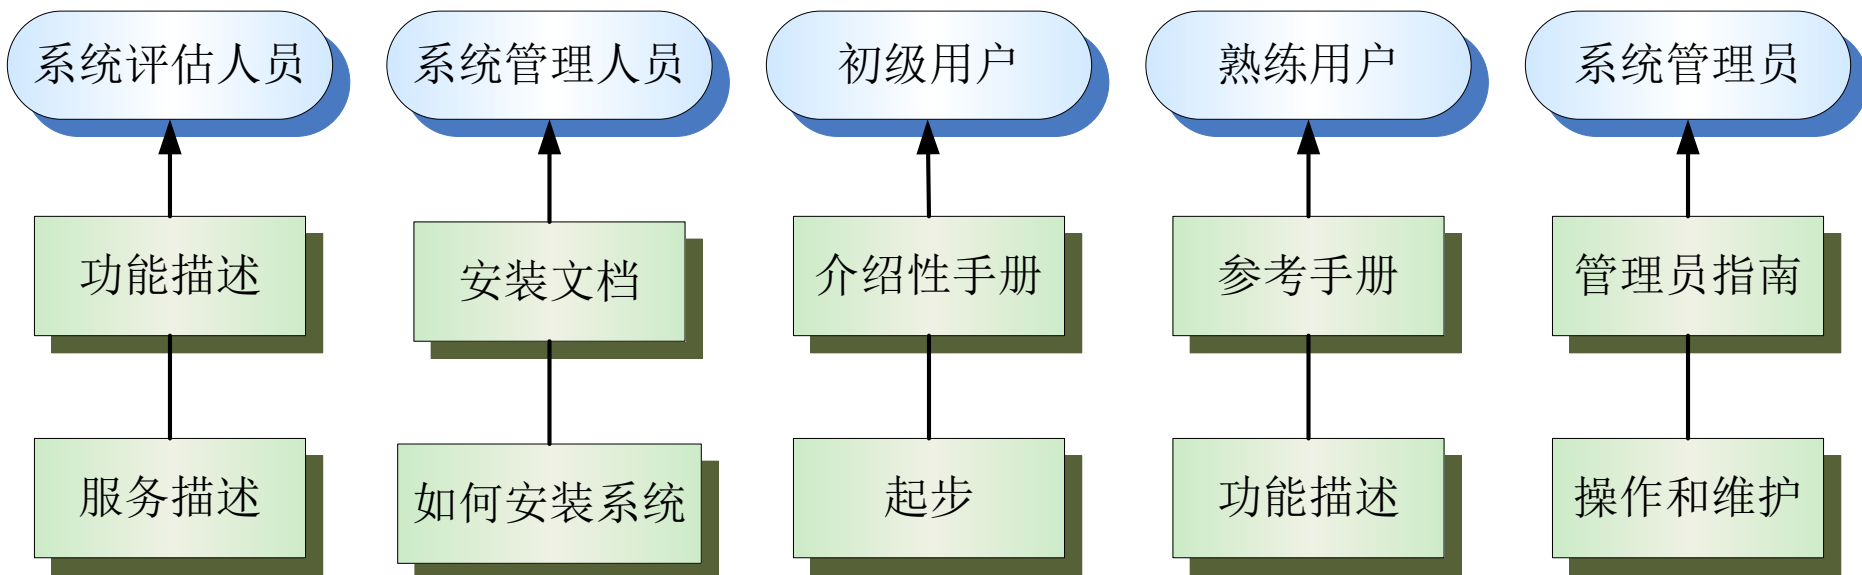 系统评估人员
系统管理人员
初级用户
熟练用户
系统管理员
功能描述
安装文档
介绍性手册
参考手册
管理员指南
服务描述
如何安装系统
起步
功能描述
操作和维护